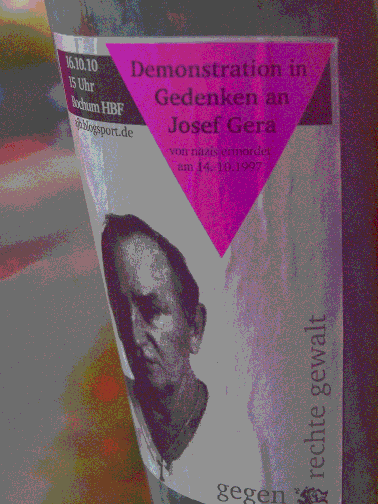 16.10.10
15 Uhr
Bochum HBF
blogsport.de
Demonstration in
Gedenken an
Josef Gera
von nazis ermordet
am 14.10.1997
gegen
rechte gewalt